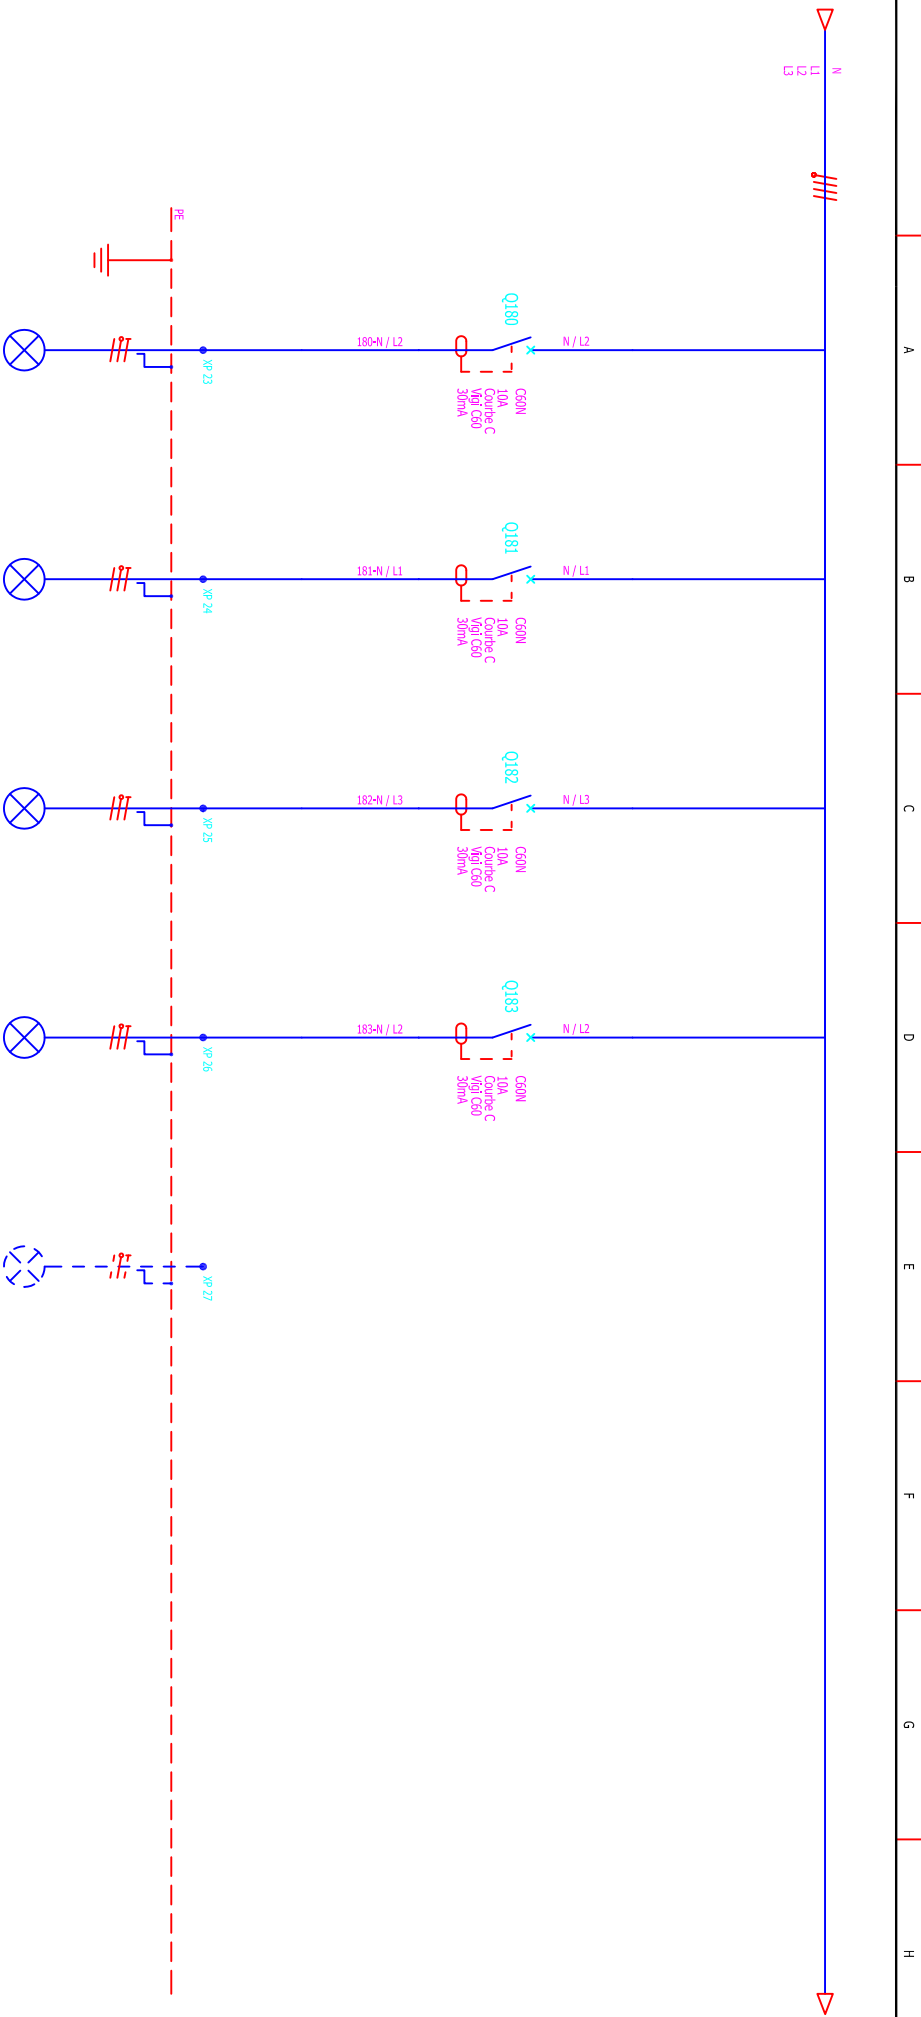 A
B
C
D
E
F
G
H
N
L1
L2
L3
N / L2
N / L1
N / L3
N / L2
Q180
C60N
10A
Courbe C
Vigi C60
30mA
Q181
C60N
10A
Courbe C
Vigi C60
30mA
Q182
C60N
10A
Courbe C
Vigi C60
30mA
Q183
C60N
10A
Courbe C
Vigi C60
30mA
180-N / L2
181-N / L1
182-N / L3
183-N / L2
PE
XP 23
XP 24
XP 25
XP 26
XP 27